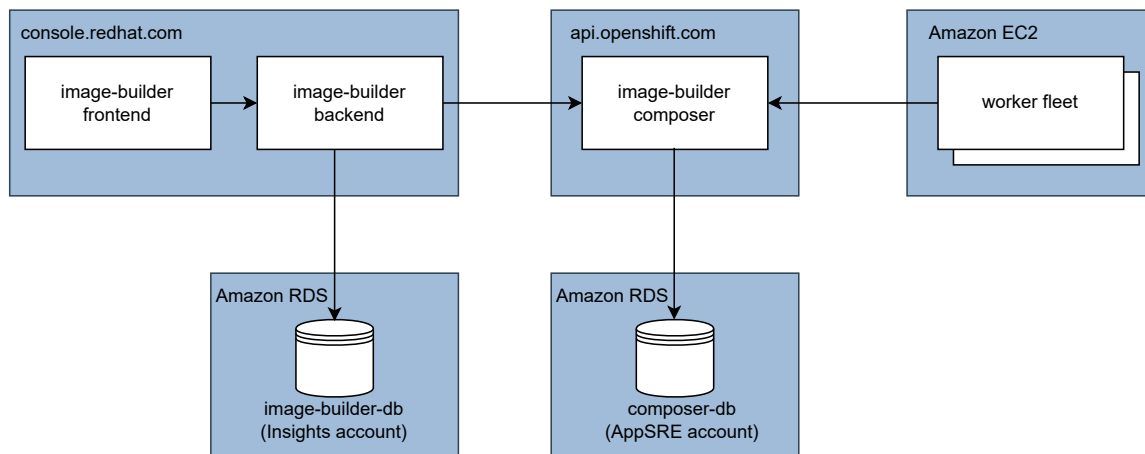 console.redhat.com
image-builder
frontend
image-builder
backend
api.openshift.com
image-builder
composer
Amazon EC2
worker fleet
Amazon RDS
image-builder-db
(Insights account)
Amazon RDS
composer-db
(AppSRE account)